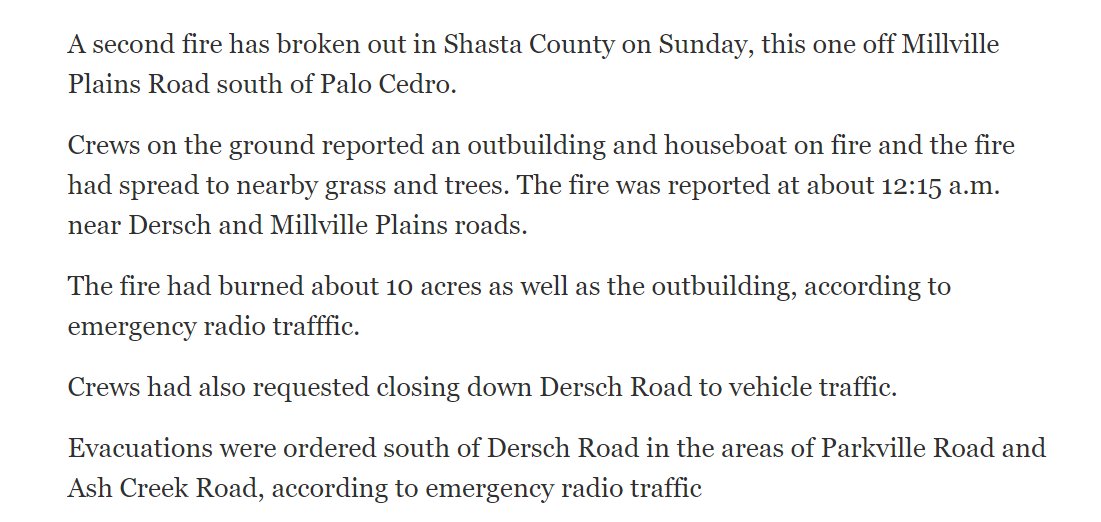 A second fire has broken out in Shasta County on Sunday, this one off Millville
Plains Road south of Palo Cedro.
Crews on the ground reported an outbuilding and houseboat on fire and the fire
had spread to nearby grass and trees. The fire was reported at about 12:15 a.m.
near Dersch and Millville Plains roads.
The fire had burned about 10 acres as well as the outbuilding, according to
emergency radio trafffic.
Crews had also requested closing down Dersch Road to vehicle traffic.
Evacuations were ordered south of Dersch Road in the areas of Parkville Road and
Ash Creek Road, according to emergency radio traffic